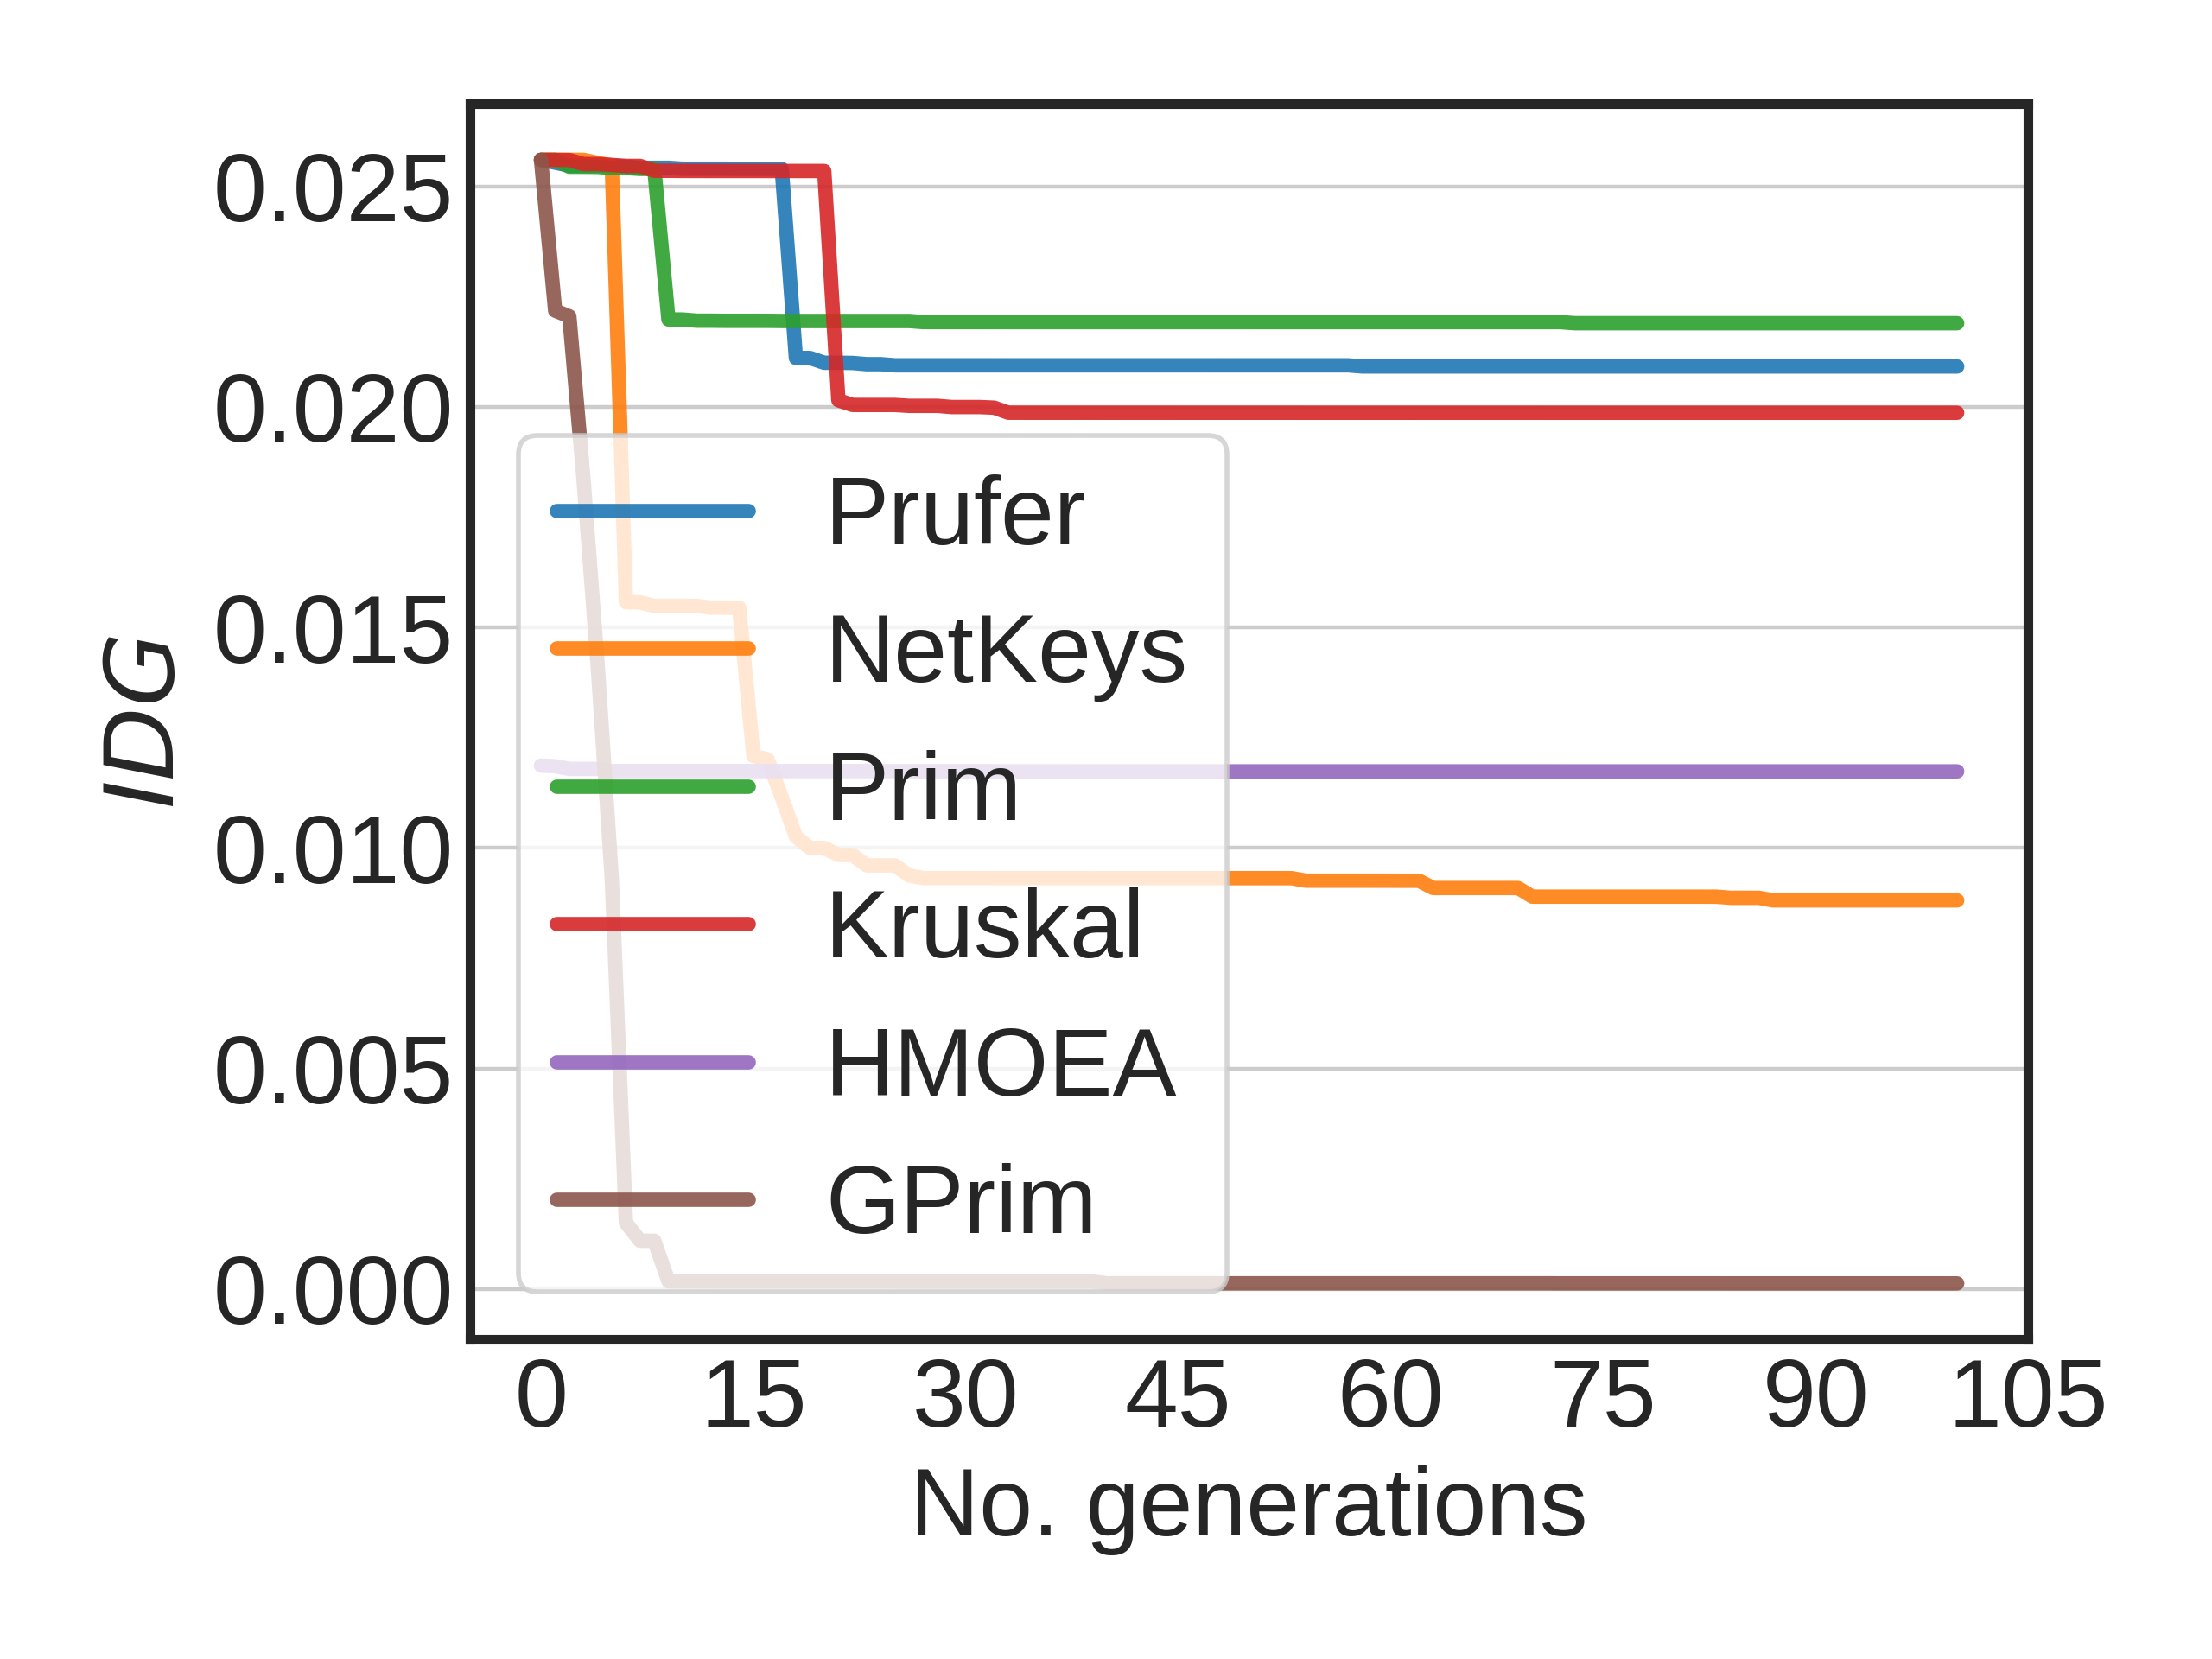 0.025
0.020
0.015
0.010
0.005
0.000
IDG
Prufer
NetKeys
Prim
Kruskal
HMOEA
GPrim
0 15 30 45 60 75 90 105
No. generations